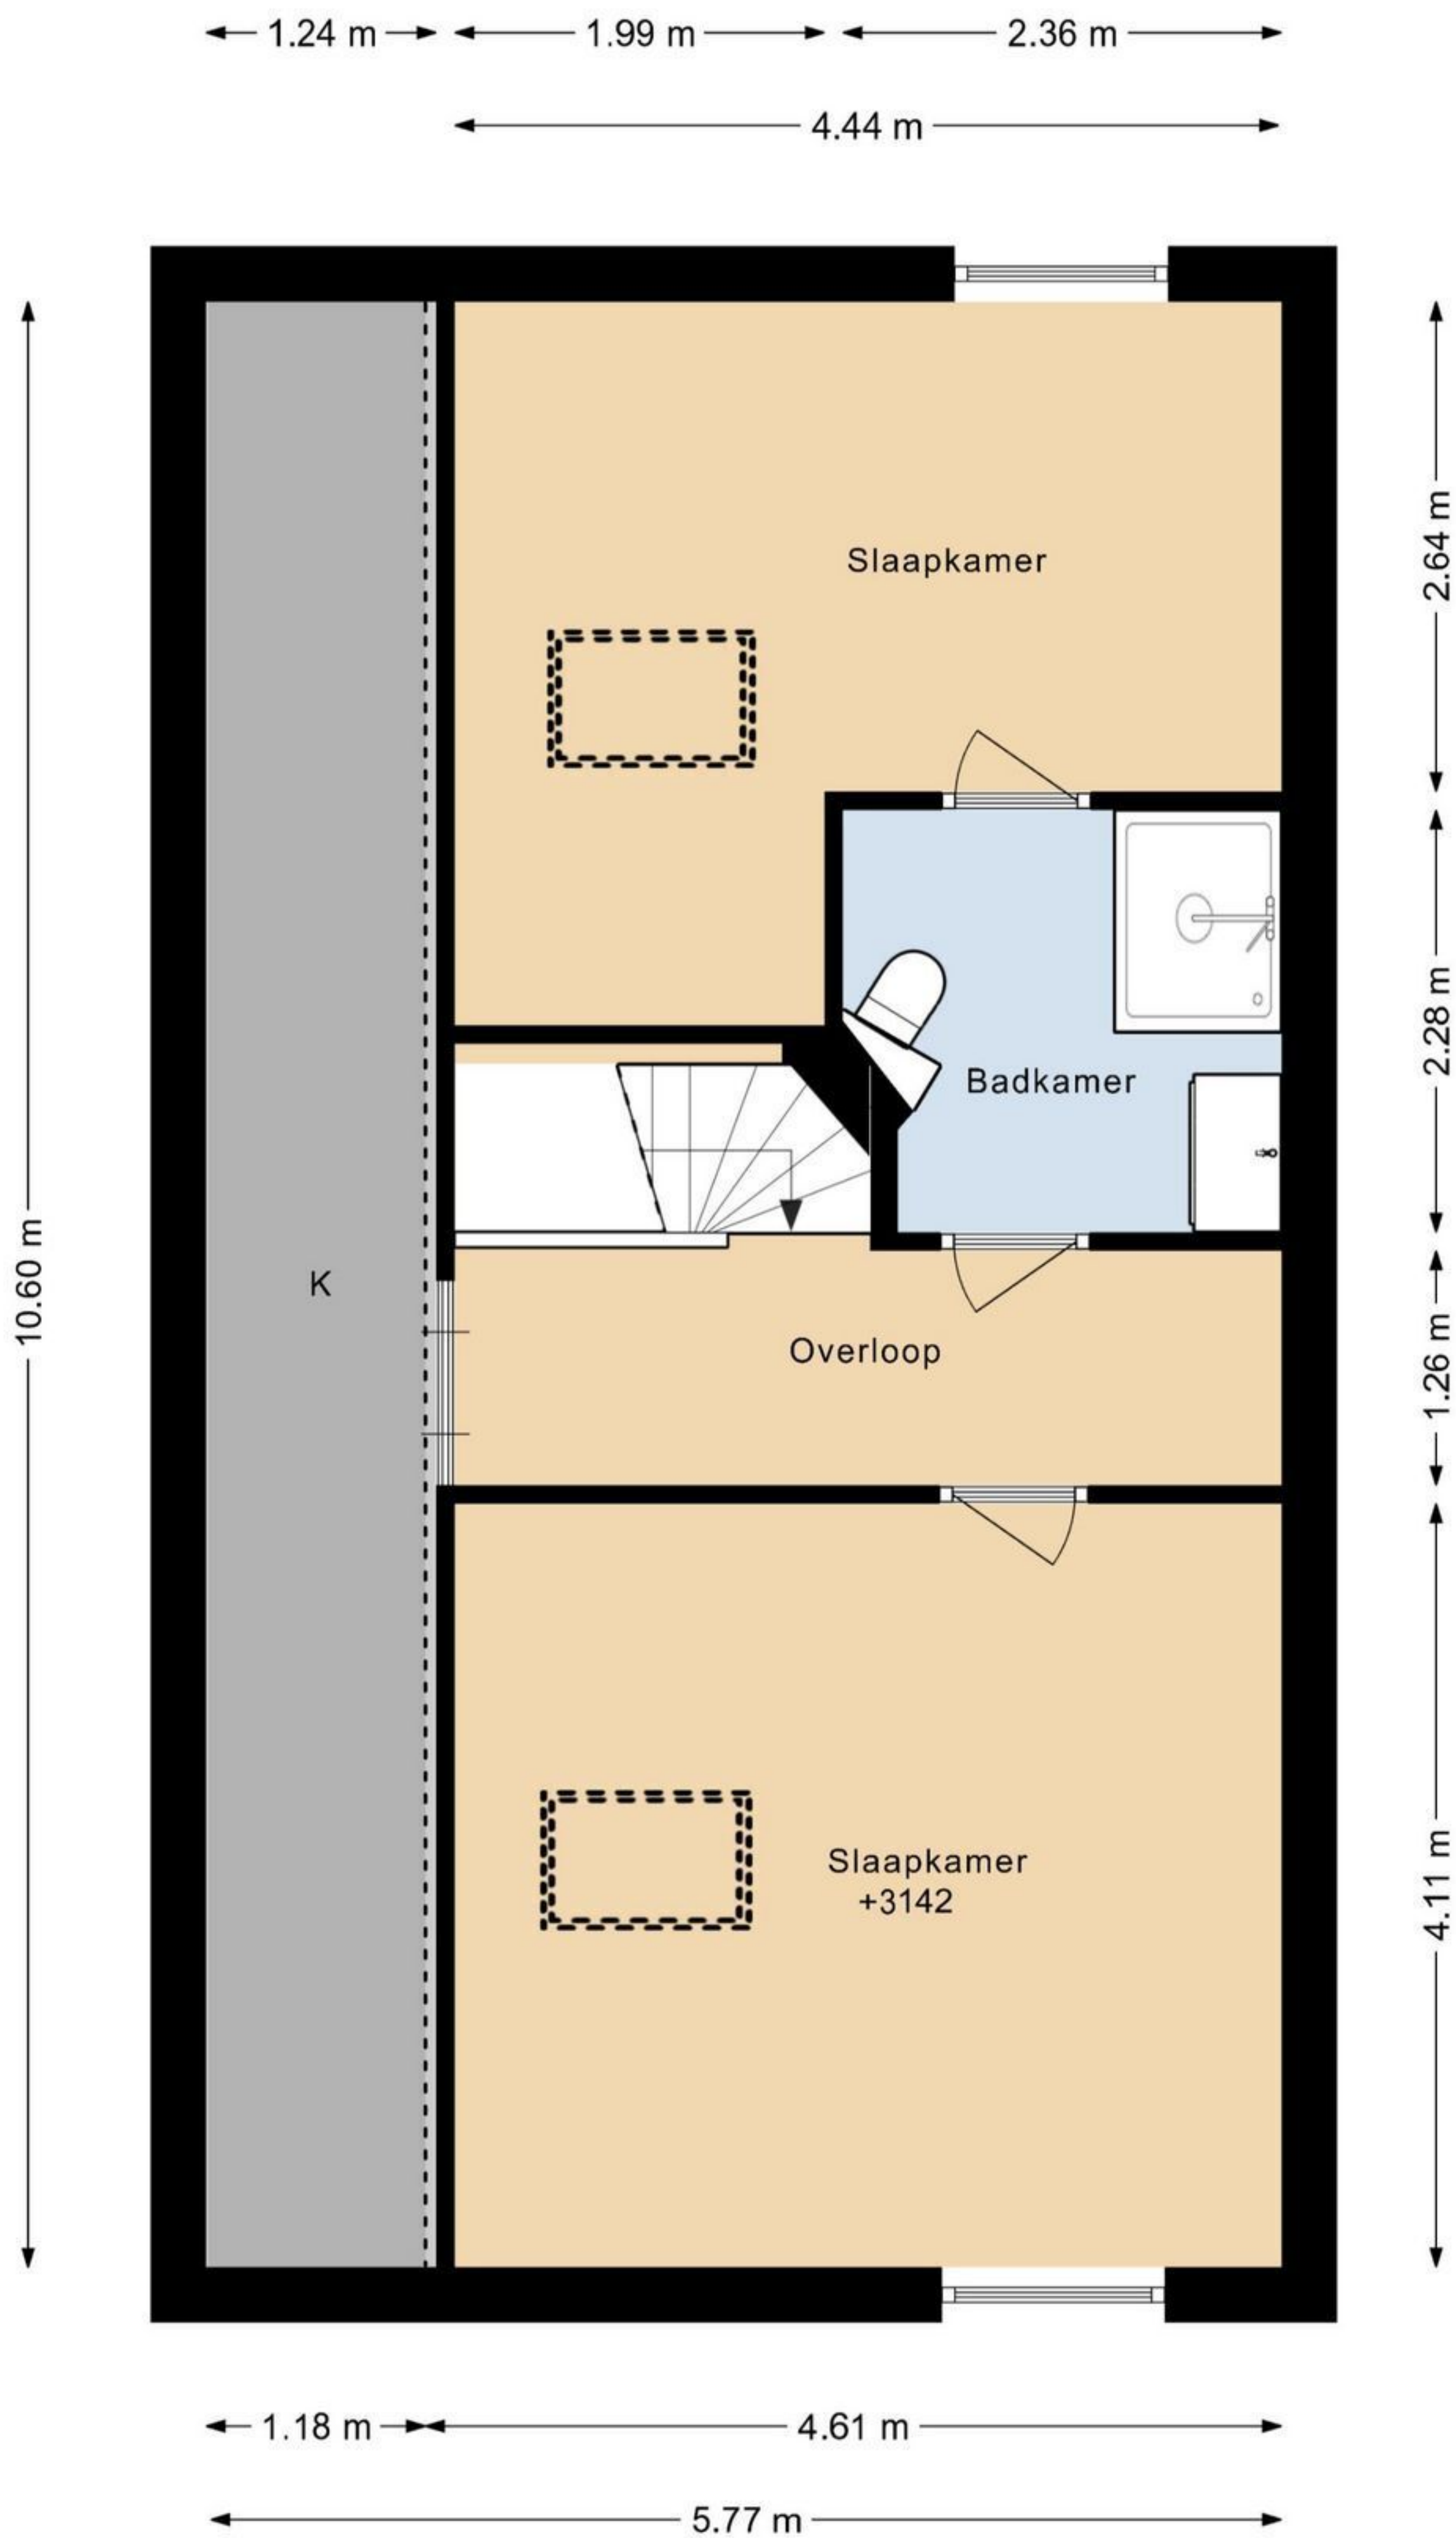 1.24 m
1.99 m
2.36 m
4.44 m
Slaapkamer
2.64 m
Badkamer
2.28 m
K
10.60 m
Overloop
1.26 m
Slaapkamer
+3142
4.11 m
1.18 m
4.61 m
5.77 m